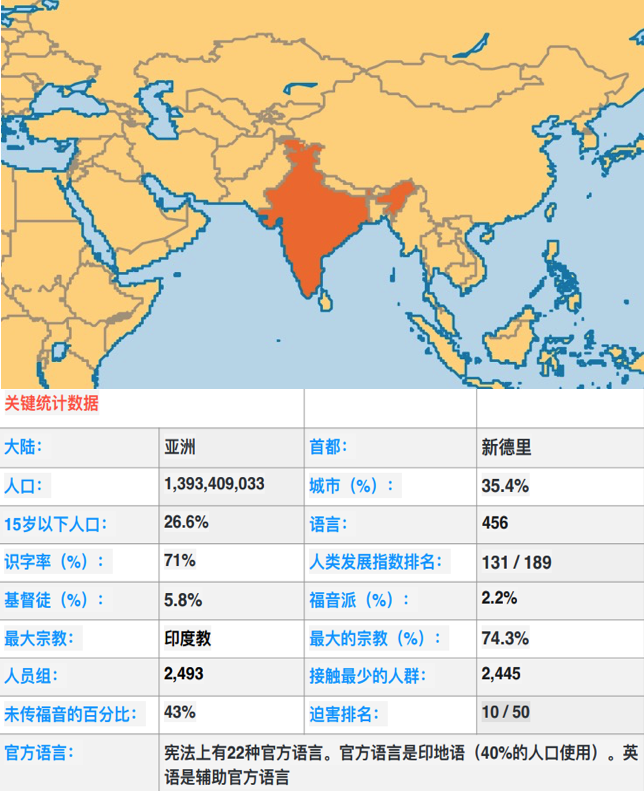 关键统计数据
大陆： 亚洲 首都： 新德里
人口： 1,393,409,033 城市（%）： 35.4%
15岁以下人口： 26.6% 语言： 456
识字率（%）： 71% 人类发展指数排名： 131 / 189
基督徒（%）： 5.8% 福音派（%）： 2.2%
最大宗教： 印度教 最大的宗教（%）： 74.3%
人员组： 2,493 接触最少的人群： 2,445
未传福音的百分比： 43% 迫害排名： 10 / 50
官方语言： 宪法上有22种官方语言。官方语言是印地语（40%的人口使用）。英
语是辅助官方语言